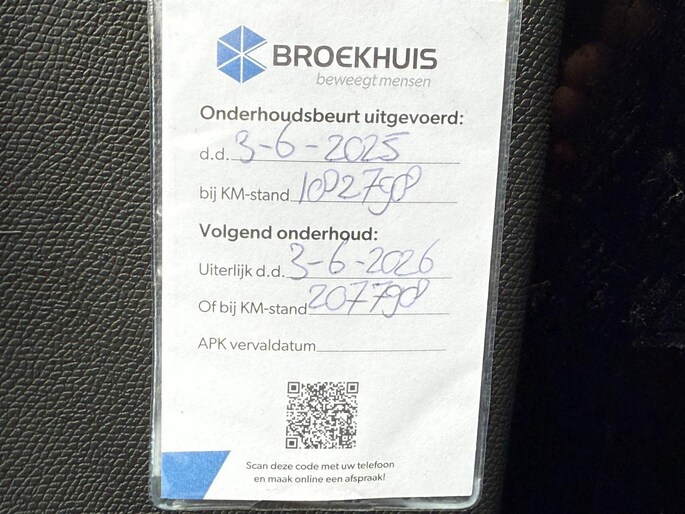 BROEKHUIS
beweegt mensen
Onderhoudsbeurt uitgevoerd:
d.d. 3-6-2025
bij KM-stand 182798
Volgend onderhoud:
Uiterlijk d.d. 3-6-2026
Of bij KM-stand 207798
APK vervaldatum
Scan deze code met uw telefoon
en maak online een afspraak!